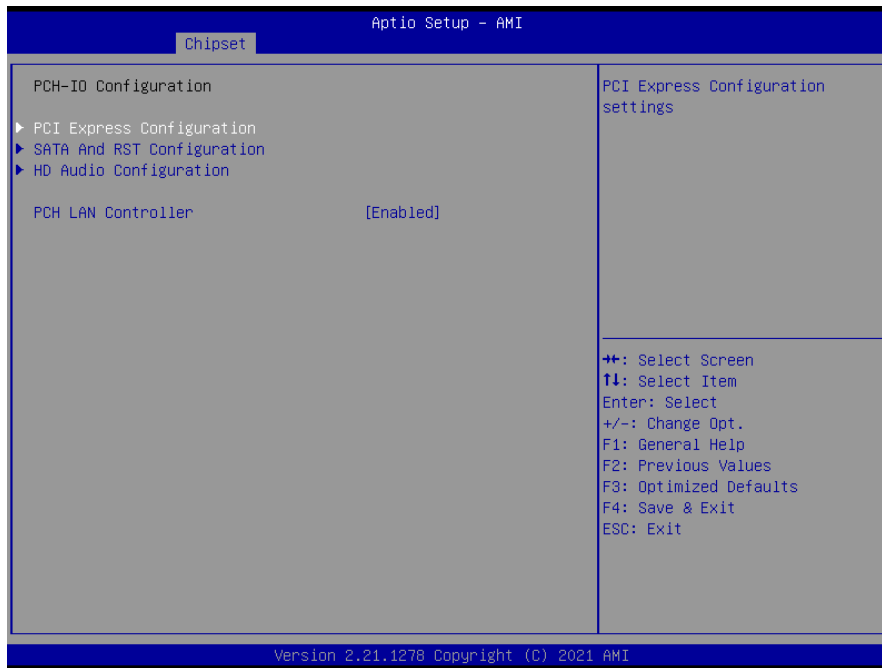 Aptio Setup – AMI
Chipset
PCH-IO Configuration
PCI Express Configuration
SATA And RST Configuration
HD Audio Configuration
PCH LAN Controller [Enabled]
PCI Express Configuration
settings
→←: Select Screen
↑↓: Select Item
Enter: Select
+/-: Change Opt.
F1: General Help
F2: Previous Values
F3: Optimized Defaults
F4: Save & Exit
ESC: Exit
Version 2.21.1278 Copyright (C) 2021 AMI